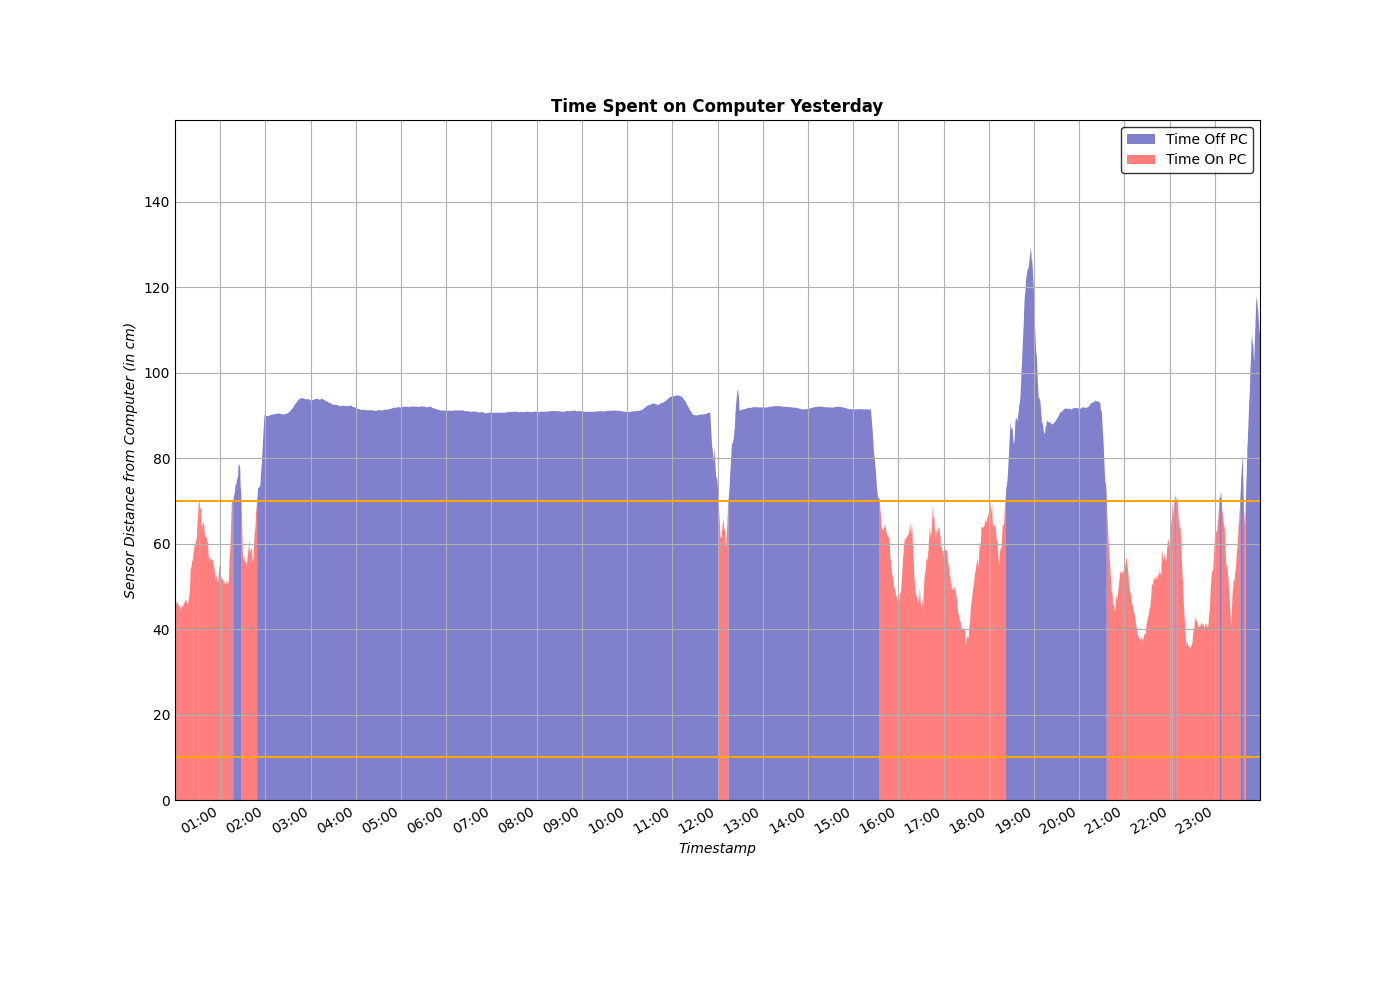 Time Spent on Computer Yesterday
Time Off PC
Time On PC
Sensor Distance from Computer (in cm)
140
120
100
80
60
40
20
0
01:00 02:00 03:00 04:00 05:00 06:00 07:00 08:00 09:00 10:00 11:00 12:00 13:00 14:00 15:00 16:00 17:00 18:00 19:00 20:00 21:00 22:00 23:00
Timestamp